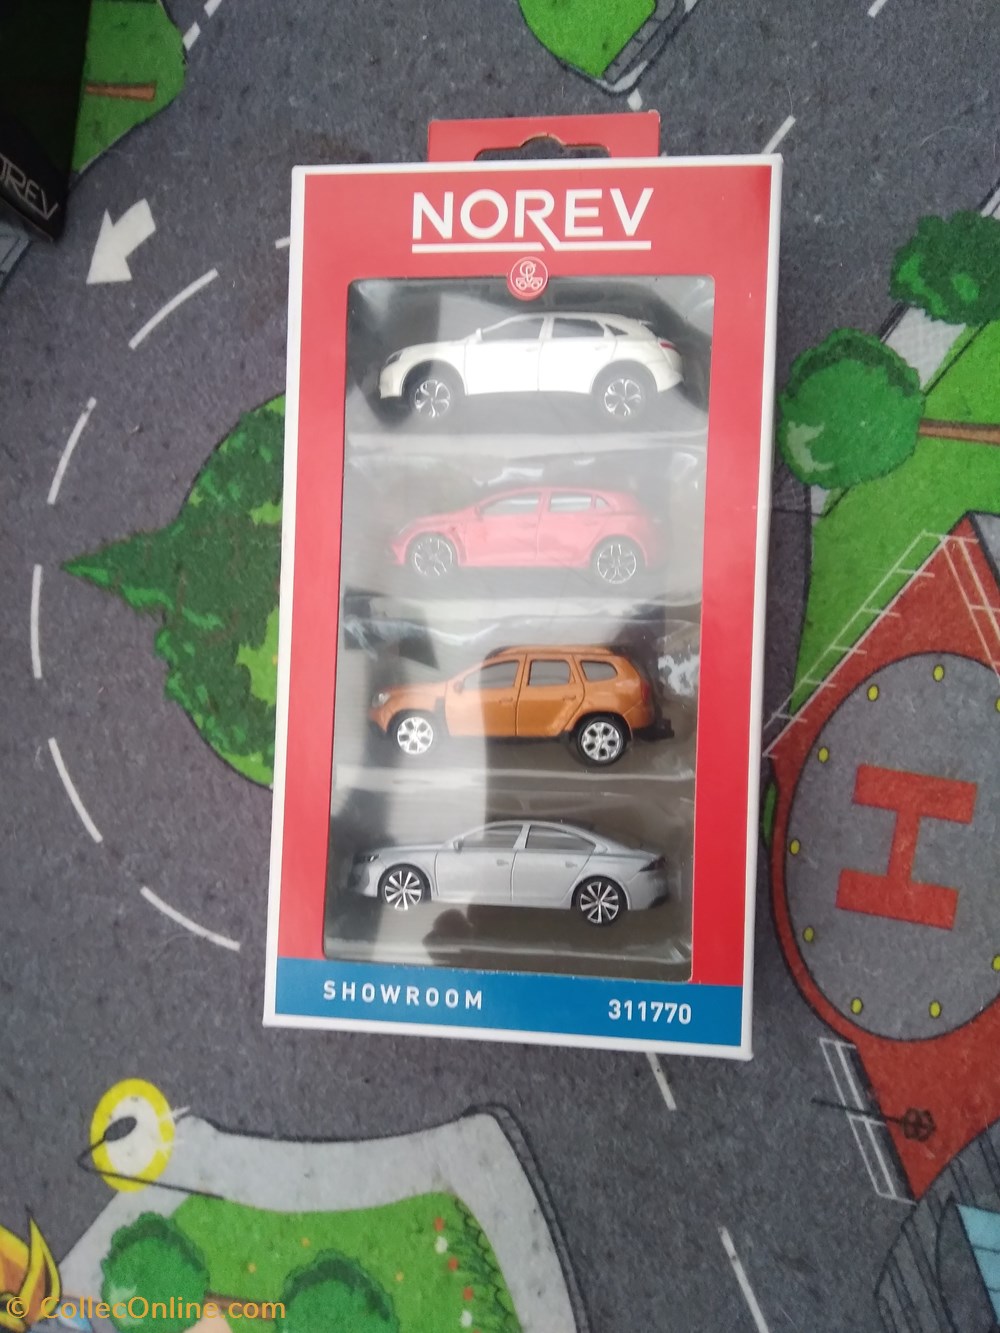 NOREV
OREV
SHOWROOM
311770
H
© CollecOnline.com